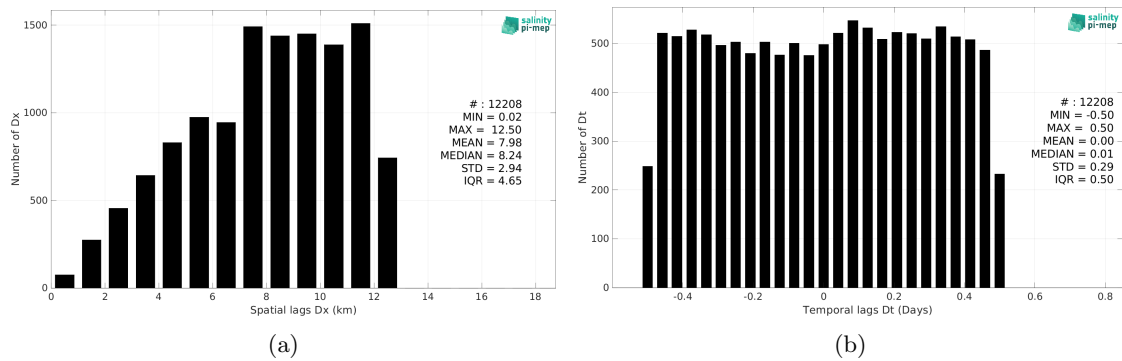 1500
1000
500
0
Number of Dx
salinity
pi-mep
# : 12208
MIN = 0.02
MAX = 12.50
MEAN = 7.98
MEDIAN = 8.24
STD = 2.94
IQR = 4.65
0 2 4 6 8 10 12 14 16 18
Spatial lags Dx (km)
(a)
500
400
300
200
100
0
Number of Dt
salinity
pi-mep
# : 12208
MIN = -0.50
MAX = 0.50
MEAN = 0.00
MEDIAN = 0.01
STD = 0.29
IQR = 0.50
-0.4 -0.2 0 0.2 0.4 0.6 0.8
Temporal lags Dt (Days)
(b)